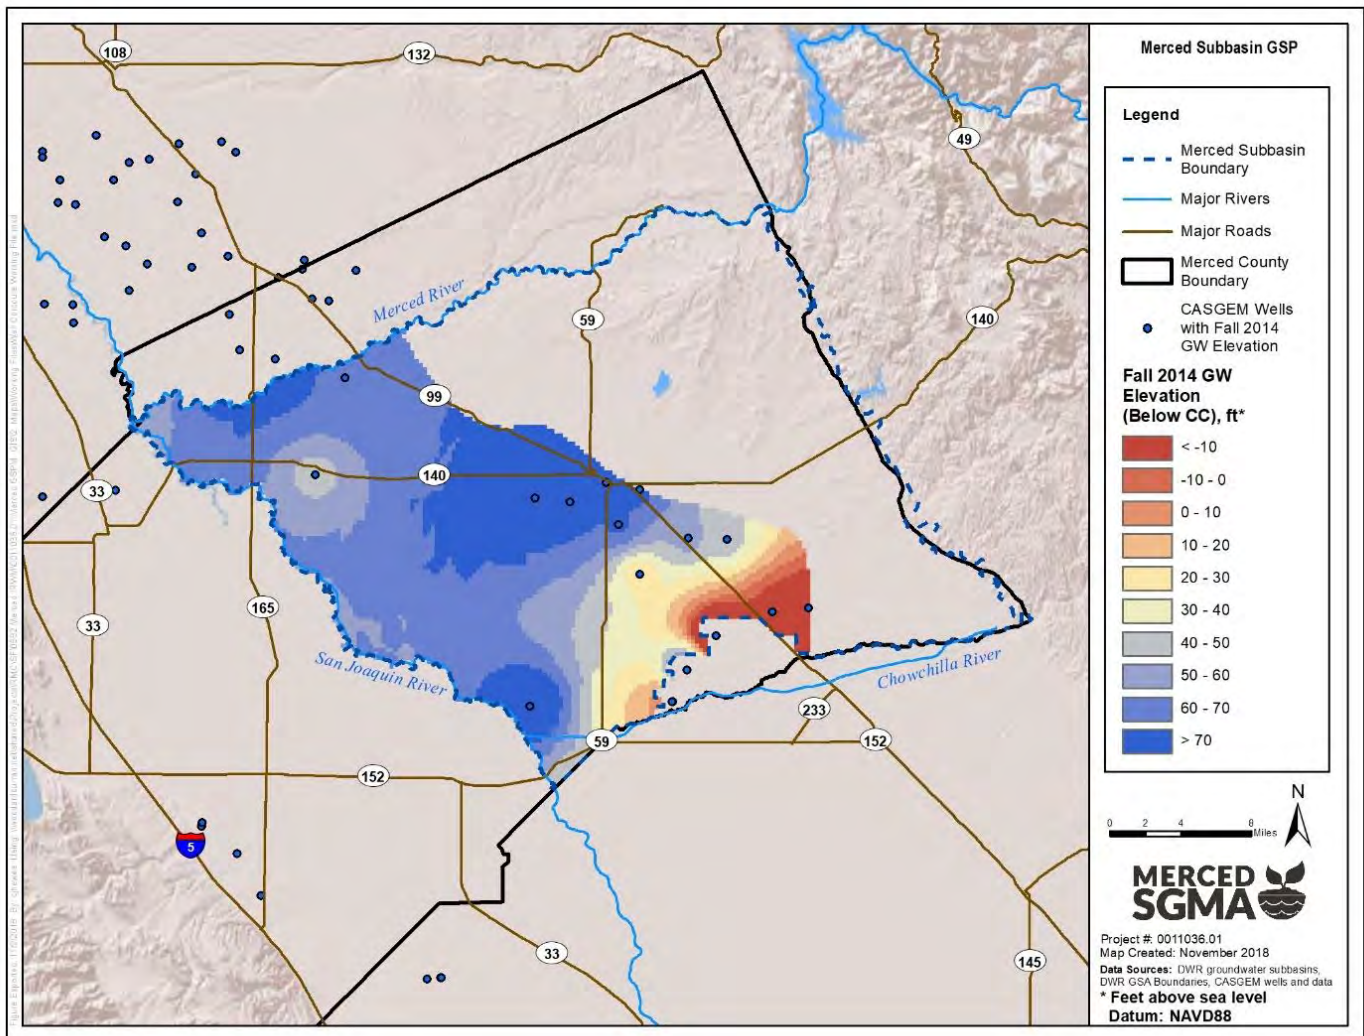 Merced Subbasin GSP
Legend
Merced Subbasin
Boundary
Major Rivers
Major Roads
Merced County
Boundary
CASGEM Wells
with Fall 2014
GW Elevation
Fall 2014 GW
Elevation
(Below CC), ft*
< -10
-10 - 0
0 - 10
10 - 20
20 - 30
30 - 40
40 - 50
50 - 60
60 - 70
> 70
N
0 2 4 8
Miles
MERCED
SGMA
Project #: 0011036.01
Map Created: November 2018
Data Sources: DWR groundwater subbasins,
DWR GSA Boundaries, CASGEM wells and data
* Feet above sea level
Datum: NAVD88
108
132
49
Merced River
59
140
99
140
33
165
33
San Joaquin River
Chowchilla River
233
59
152
152
5
33
145